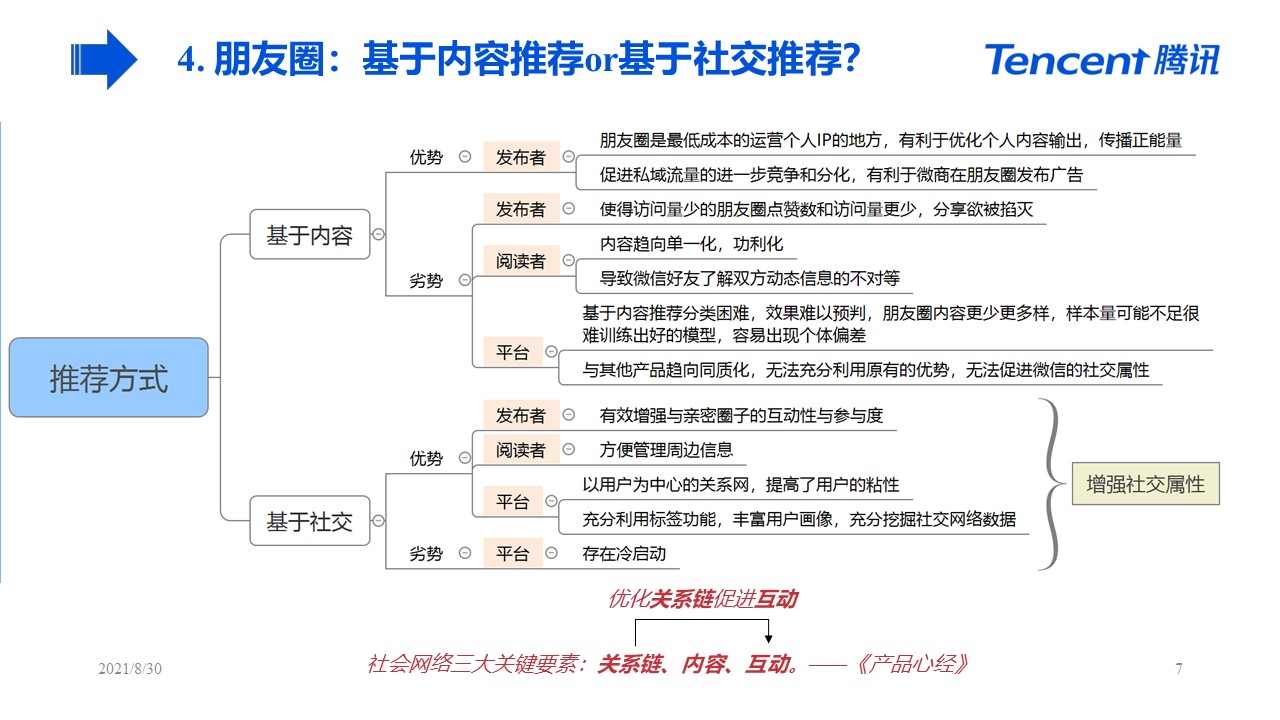 4. 朋友圈：基于内容推荐or基于社交推荐？
Tencent 腾讯
推荐方式
基于内容
优势
发布者
朋友圈是最低成本的运营个人IP的地方，有利于优化个人内容输出，传播正能量
促进私域流量的进一步竞争和分化，有利于微商在朋友圈发布广告
劣势
发布者
使得访问量少的朋友圈点赞数和访问量更少，分享欲被掐灭
阅读者
内容趋向单一化，功利化
导致微信好友了解双方动态信息的不对等
平台
基于内容推荐分类困难，效果难以预判，朋友圈内容更少更多样，样本量可能不足很
难训练出好的模型，容易出现个体偏差
与其他产品趋向同质化，无法充分利用原有的优势，无法促进微信的社交属性
基于社交
优势
发布者
有效增强与亲密圈子的互动性与参与度
阅读者
方便管理周边信息
平台
以用户为中心的关系网，提高了用户的粘性
充分利用标签功能，丰富用户画像，充分挖掘社交网络数据
劣势
平台
存在冷启动
增强社交属性
优化关系链促进互动
社会网络三大关键要素：关系链、内容、互动。——《产品心经》
2021/8/30
7